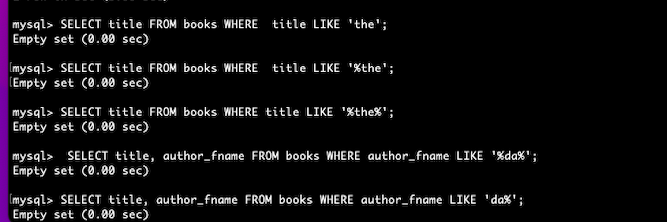 mysql> SELECT title FROM books WHERE  title LIKE 'the';
Empty set (0.00 sec)
mysql> SELECT title FROM books WHERE  title LIKE '%the';
Empty set (0.00 sec)
mysql> SELECT title FROM books WHERE title LIKE '%the%';
Empty set (0.00 sec)
mysql>  SELECT title, author_fname FROM books WHERE author_fname LIKE '%da%';
Empty set (0.00 sec)
mysql> SELECT title, author_fname FROM books WHERE author_fname LIKE 'da%';
Empty set (0.00 sec)